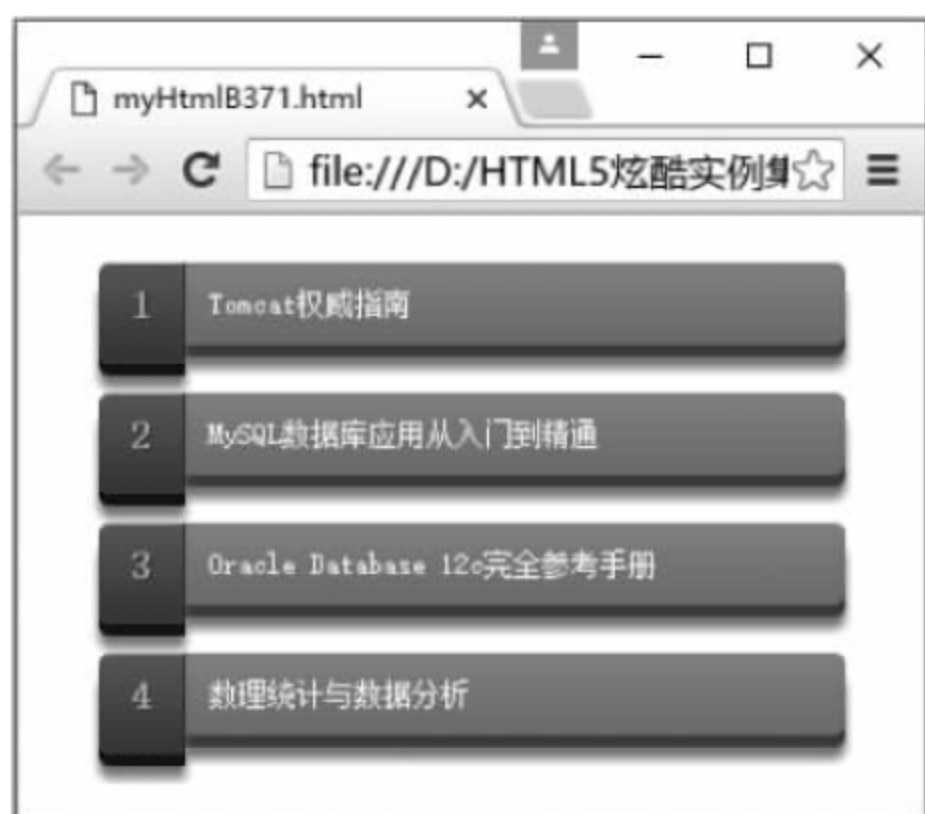 myHtmlB371.html
file:///D:/HTML5炫酷实例集
1 Tomcat权威指南
2 MySQL数据库应用从入门到精通
3 Oracle Database 12c完全参考手册
4 数理统计与数据分析